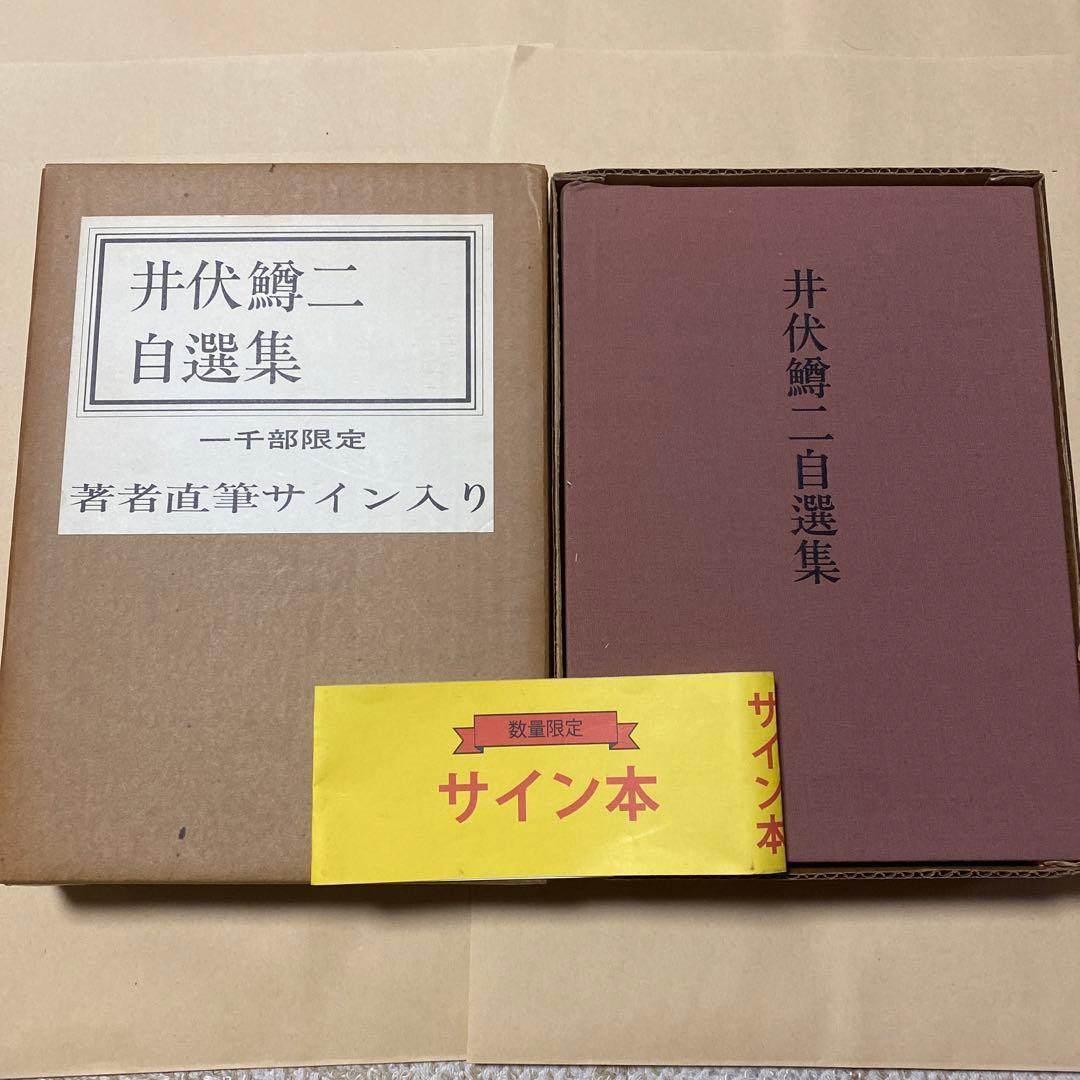 井伏鱒二
自選集
一千部限定
著者直筆サイン入り
井伏鱒二自選集
数量限定
サイン本
サイン本